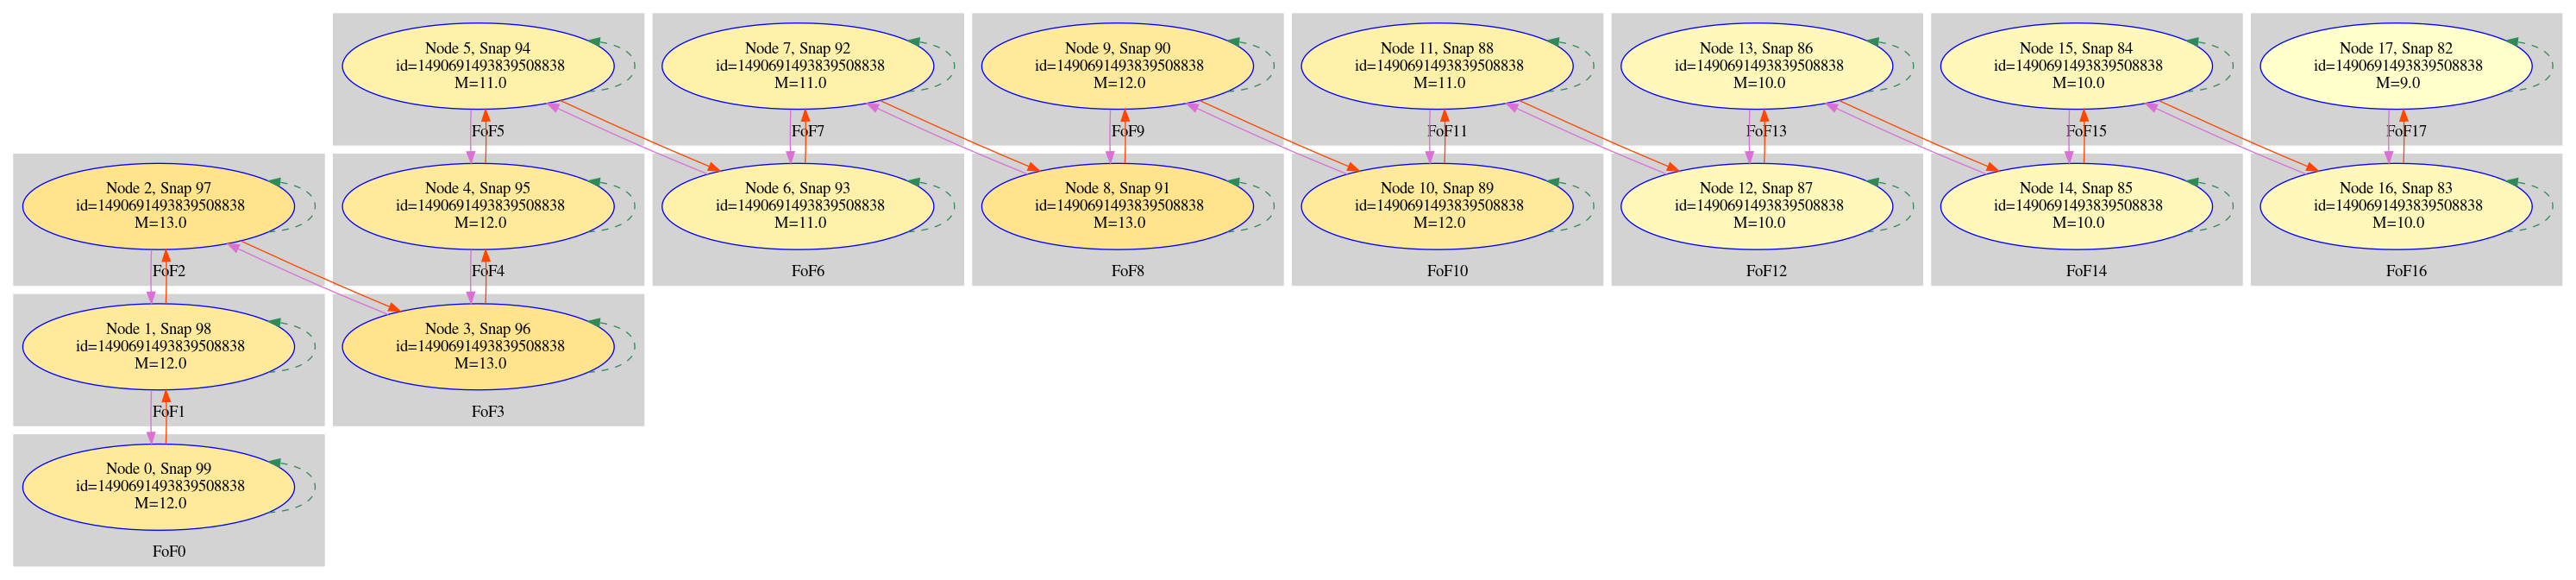 Node 5, Snap 94
id=1490691493839508838
M=11.0
FoF5
Node 7, Snap 92
id=1490691493839508838
M=11.0
FoF7
Node 9, Snap 90
id=1490691493839508838
M=12.0
FoF9
Node 11, Snap 88
id=1490691493839508838
M=11.0
FoF11
Node 13, Snap 86
id=1490691493839508838
M=10.0
FoF13
Node 15, Snap 84
id=1490691493839508838
M=10.0
FoF15
Node 17, Snap 82
id=1490691493839508838
M=9.0
FoF17
Node 2, Snap 97
id=1490691493839508838
M=13.0
FoF2
Node 4, Snap 95
id=1490691493839508838
M=12.0
FoF4
Node 6, Snap 93
id=1490691493839508838
M=11.0
FoF6
Node 8, Snap 91
id=1490691493839508838
M=13.0
FoF8
Node 10, Snap 89
id=1490691493839508838
M=12.0
FoF10
Node 12, Snap 87
id=1490691493839508838
M=10.0
FoF12
Node 14, Snap 85
id=1490691493839508838
M=10.0
FoF14
Node 16, Snap 83
id=1490691493839508838
M=10.0
FoF16
Node 1, Snap 98
id=1490691493839508838
M=12.0
FoF1
Node 3, Snap 96
id=1490691493839508838
M=13.0
FoF3
Node 0, Snap 99
id=1490691493839508838
M=12.0
FoF0